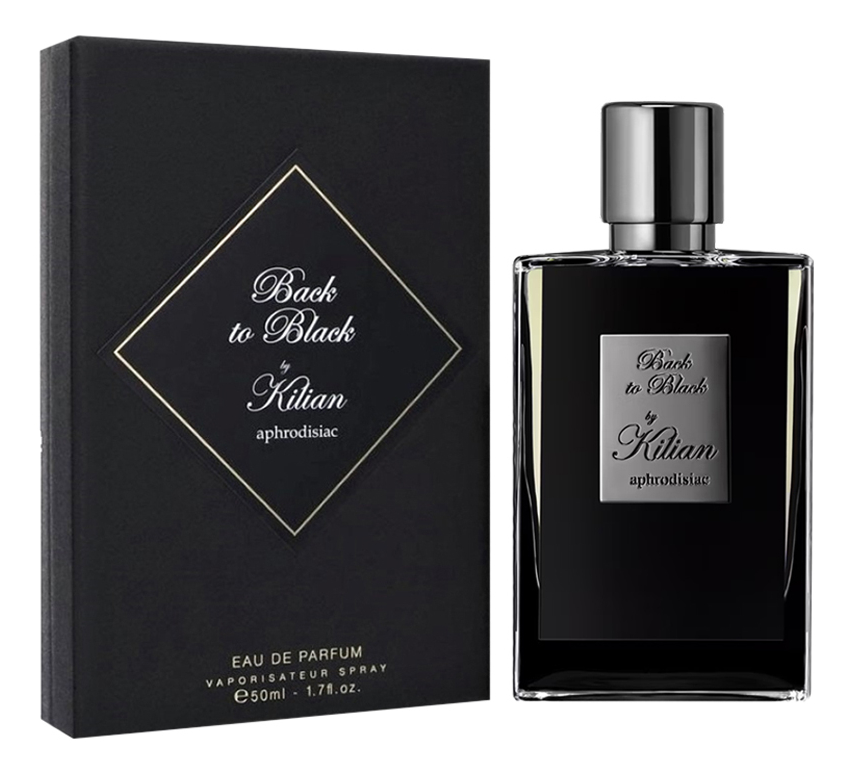 Back
to Black
by
Kilian
aphrodisiac
EAU DE PARFUM
VAPORISATEUR SPRAY
℮50ml - 1.7fl.oz.
Back
to Black
by
Kilian
aphrodisiac